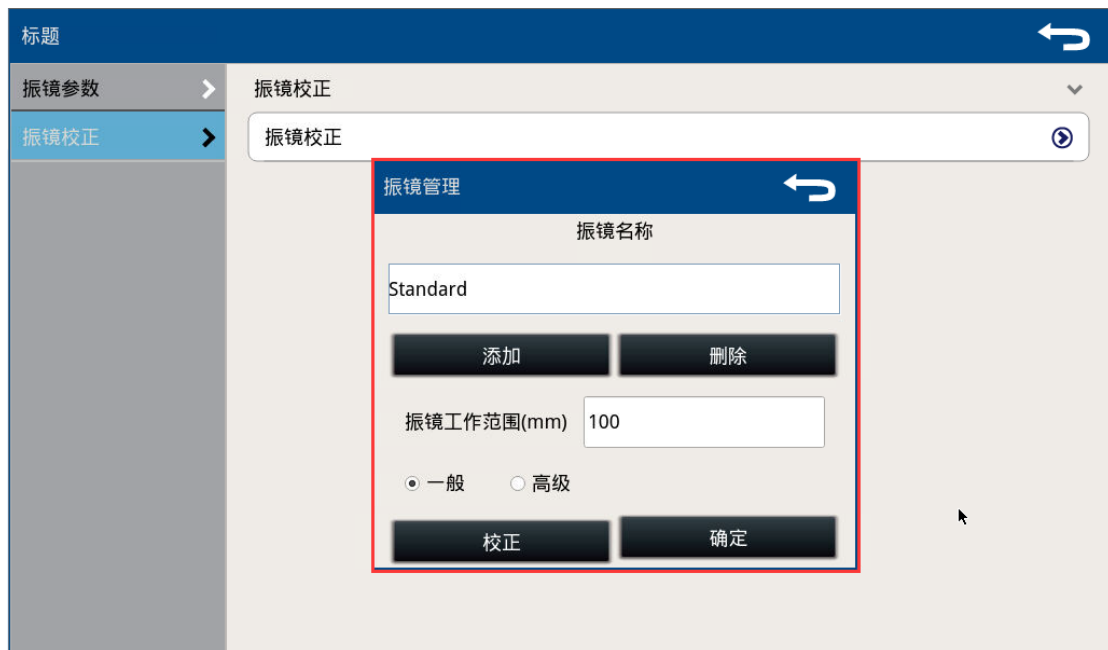 标题
振镜参数
振镜校正
振镜校正
振镜校正
振镜管理
振镜名称
Standard
添加 删除
振镜工作范围(mm) 100
一般 高级
校正 确定